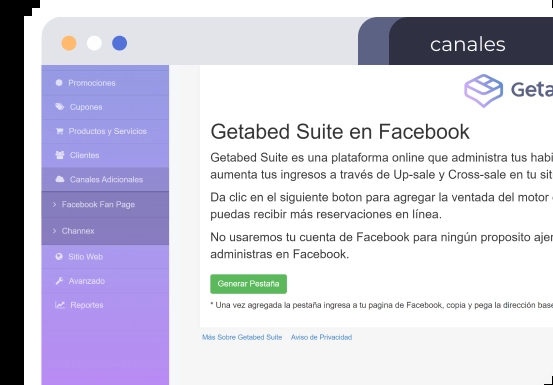 canales
Promociones
Cupones
Productos y Servicios
Clientes
Canales Adicionales
> Facebook Fan Page
> Channex
Sitio Web
Avanzado
Reportes
Geta
Getabed Suite en Facebook
Getabed Suite es una plataforma online que administra tus habi
aumenta tus ingresos a través de Up-sale y Cross-sale en tu sit
Da clic en el siguiente boton para agregar la ventada del motor
puedas recibir más reservaciones en línea.
No usaremos tu cuenta de Facebook para ningún proposito ajen
administras en Facebook.
Generar Pestaña
* Una vez agregada la pestaña ingresa a tu pagina de Facebook, copia y pega la dirección base
Más Sobre Getabed Suite Aviso de Privacidad